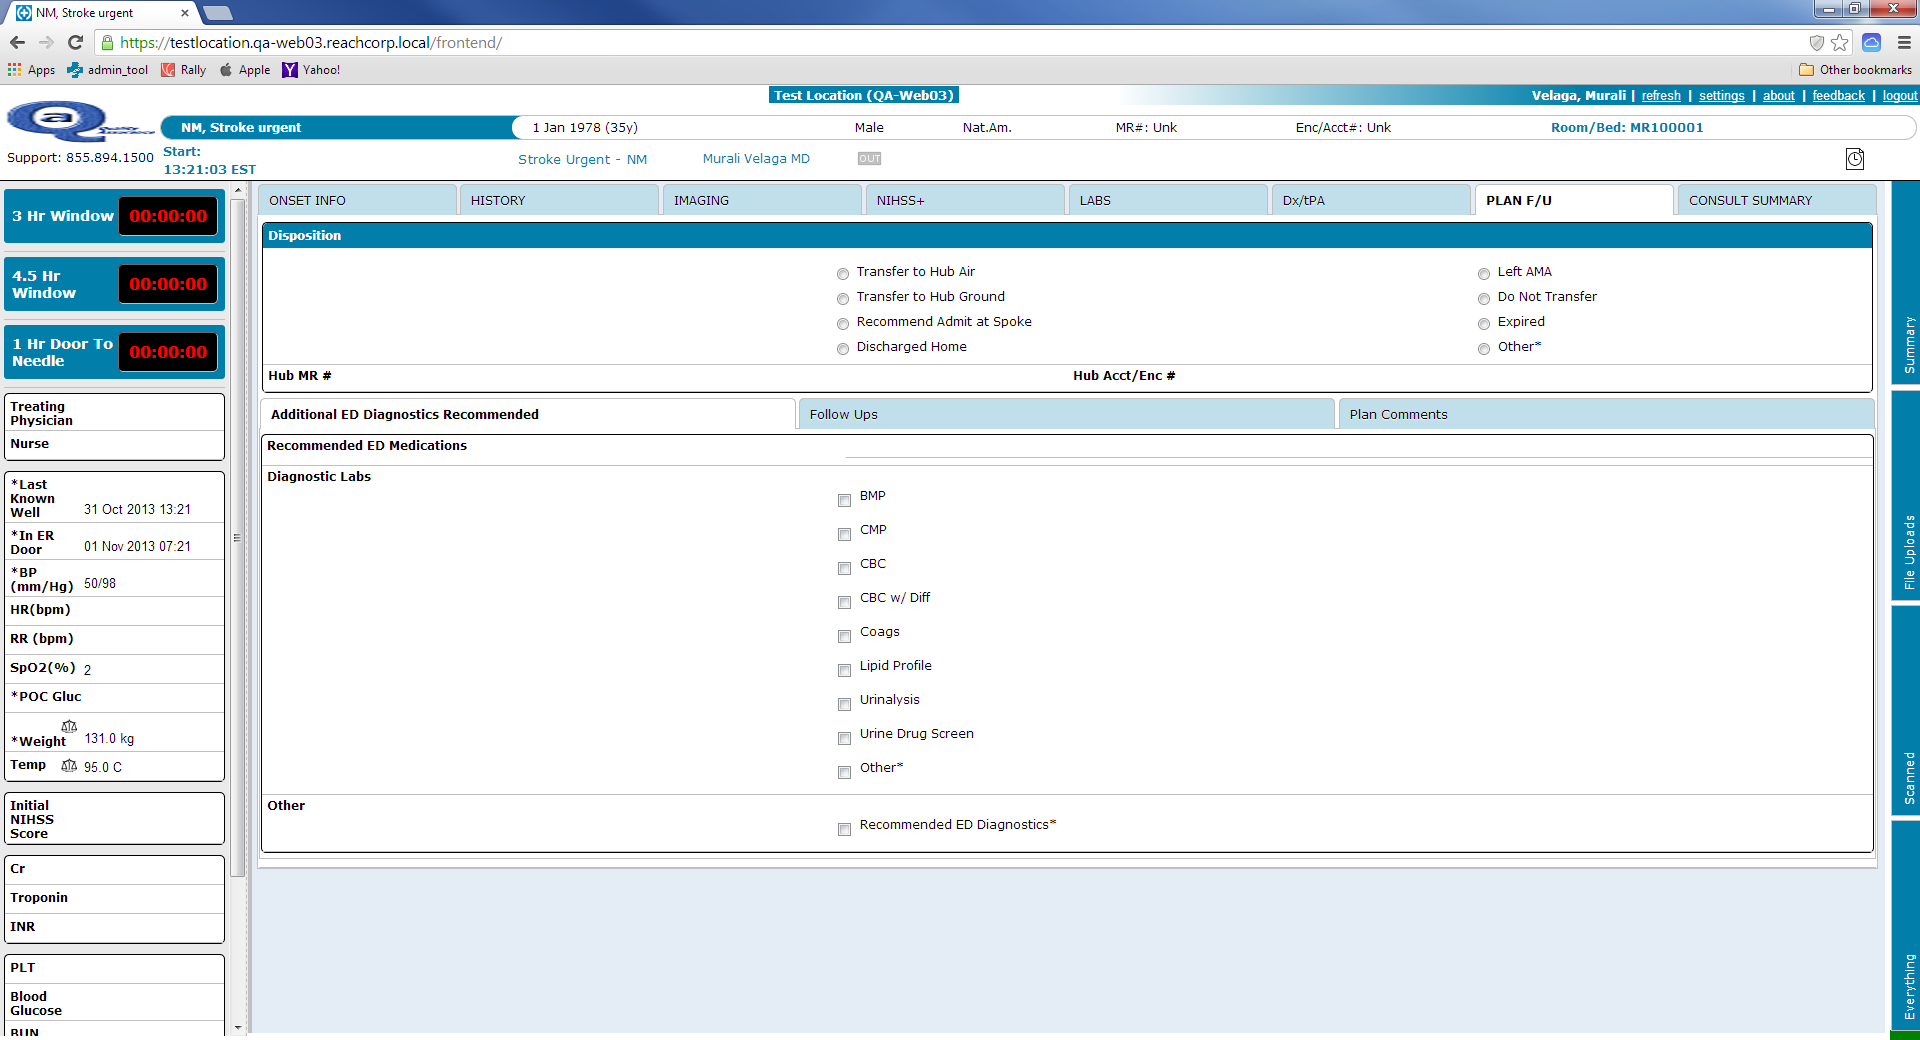 NM, Stroke urgent
https://testlocation.qa-web03.reachcorp.local/frontend/
Apps admin_tool Rally Apple Yahoo! Other bookmarks
Test Location (QA-Web03) Velaga, Murali | refresh | settings | about | feedback | logout
Qa
Quality
Assurance
NM, Stroke urgent 1 Jan 1978 (35y) Male Nat.Am. MR#: Unk Enc/Acct#: Unk Room/Bed: MR100001
Support: 855.894.1500
Start:
13:21:03 EST
Stroke Urgent - NM Murali Velaga MD OUT
3 Hr Window 00:00:00
4.5 Hr
Window 00:00:00
1 Hr Door To
Needle 00:00:00
Treating
Physician
Nurse
*Last
Known
Well 31 Oct 2013 13:21
*In ER
Door 01 Nov 2013 07:21
*BP
(mm/Hg) 50/98
HR(bpm)
RR (bpm)
SpO2(%) 2
*POC Gluc
*Weight 131.0 kg
Temp 95.0 C
Initial
NIHSS
Score
Cr
Troponin
INR
PLT
Blood
Glucose
BUN
ONSET INFO HISTORY IMAGING NIHSS+ LABS Dx/tPA PLAN F/U CONSULT SUMMARY
Disposition
Transfer to Hub Air Left AMA
Transfer to Hub Ground Do Not Transfer
Recommend Admit at Spoke Expired
Discharged Home Other*
Hub MR # Hub Acct/Enc #
Additional ED Diagnostics Recommended Follow Ups Plan Comments
Recommended ED Medications
Diagnostic Labs
BMP
CMP
CBC
CBC w/ Diff
Coags
Lipid Profile
Urinalysis
Urine Drug Screen
Other*
Other
Recommended ED Diagnostics*
Summary
File Uploads
Scanned
Everything